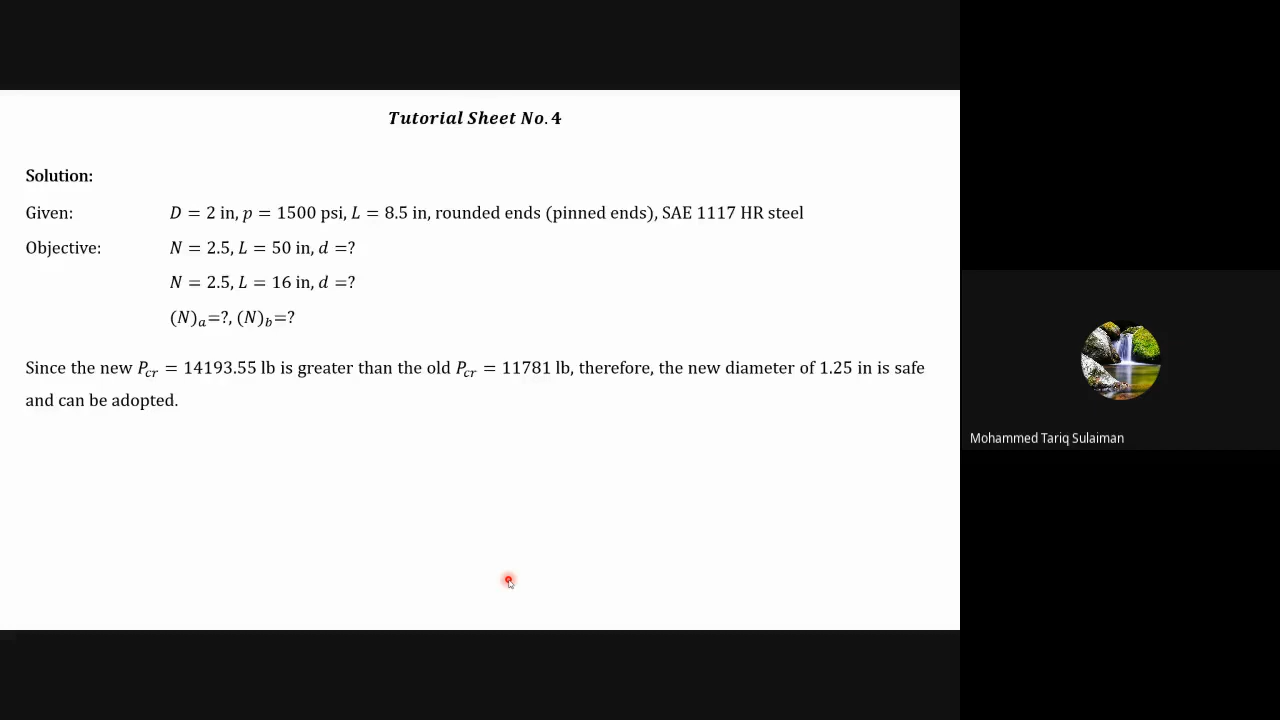 Tutorial Sheet No. 4
Solution:
Given: D = 2 in, p = 1500 psi, L = 8.5 in, rounded ends (pinned ends), SAE 1117 HR steel
Objective: N = 2.5, L = 50 in, d =?
N = 2.5, L = 16 in, d =?
(N)a=?, (N)b=?
Since the new Pcr = 14193.55 lb is greater than the old Pcr = 11781 lb, therefore, the new diameter of 1.25 in is safe
and can be adopted.
Mohammed Tariq Sulaiman